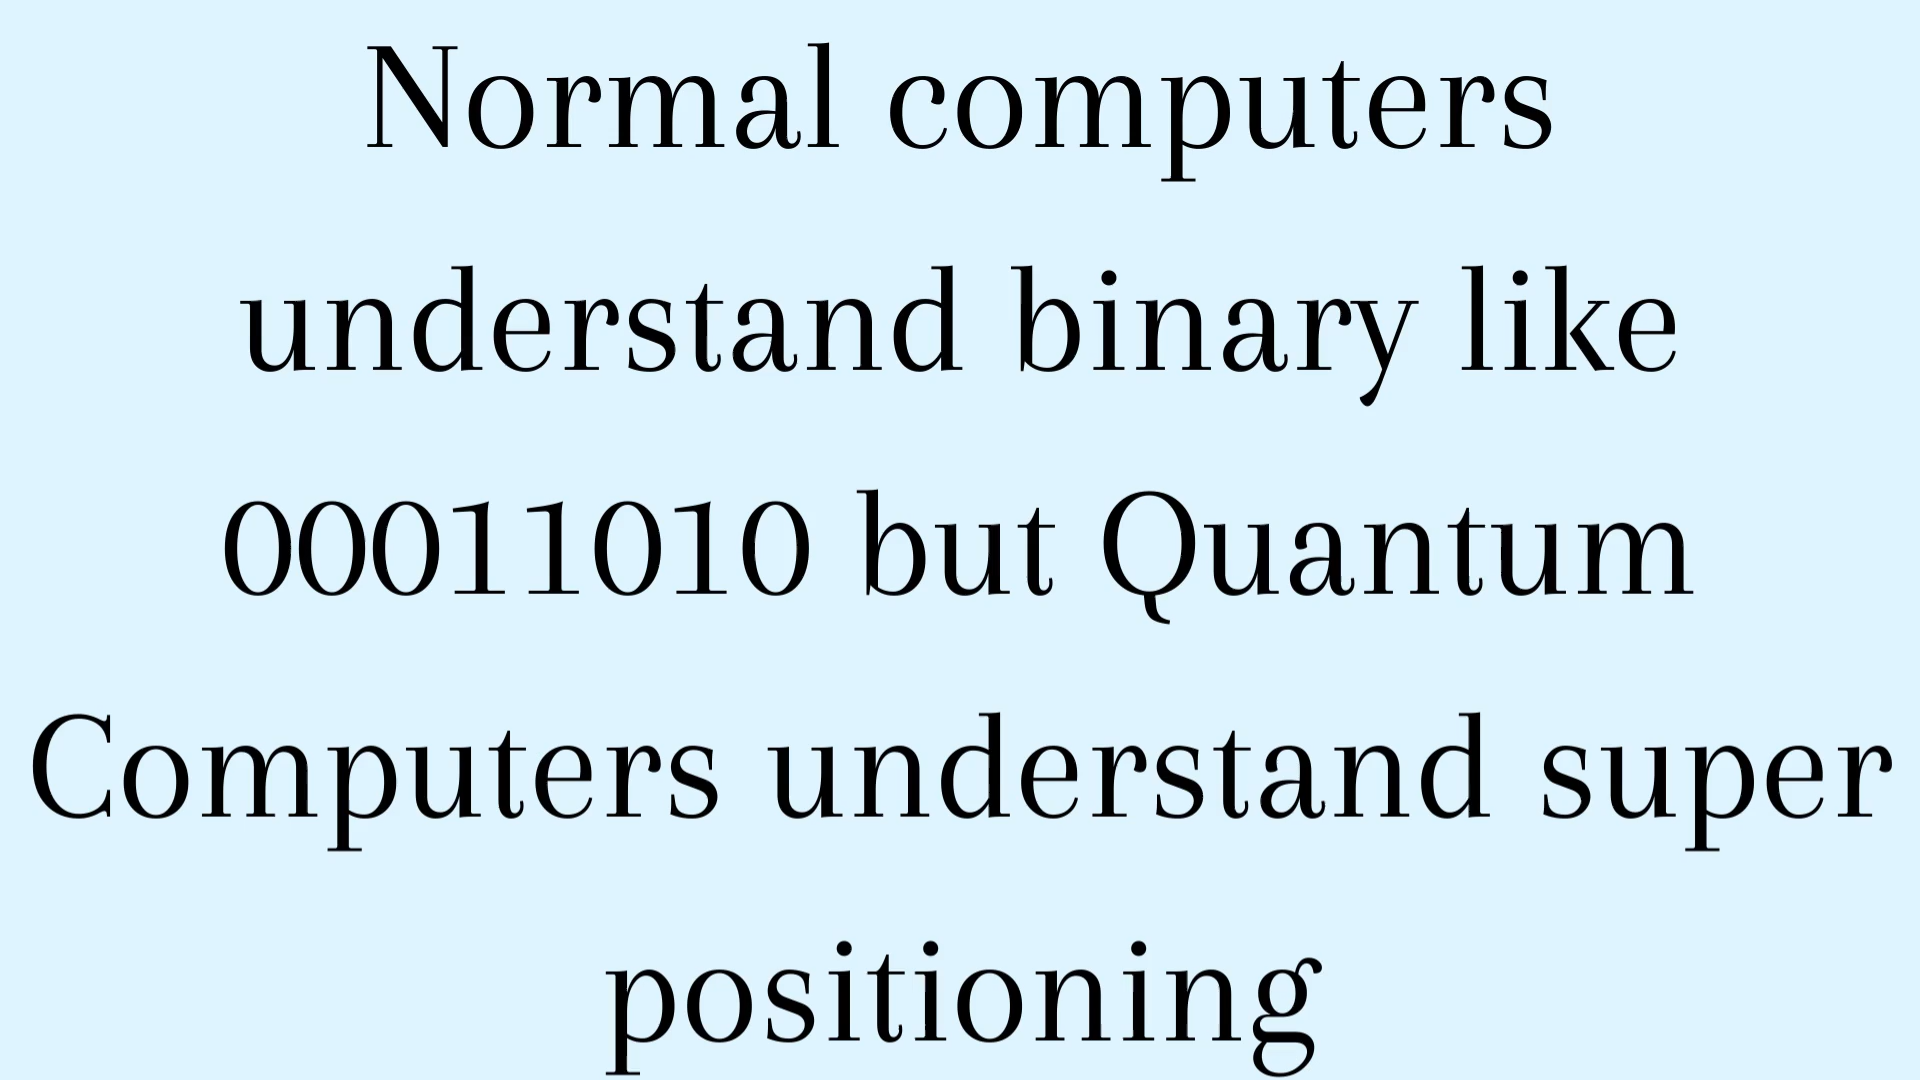 Normal computers
understand binary like
00011010 but Quantum
Computers understand super
positioning